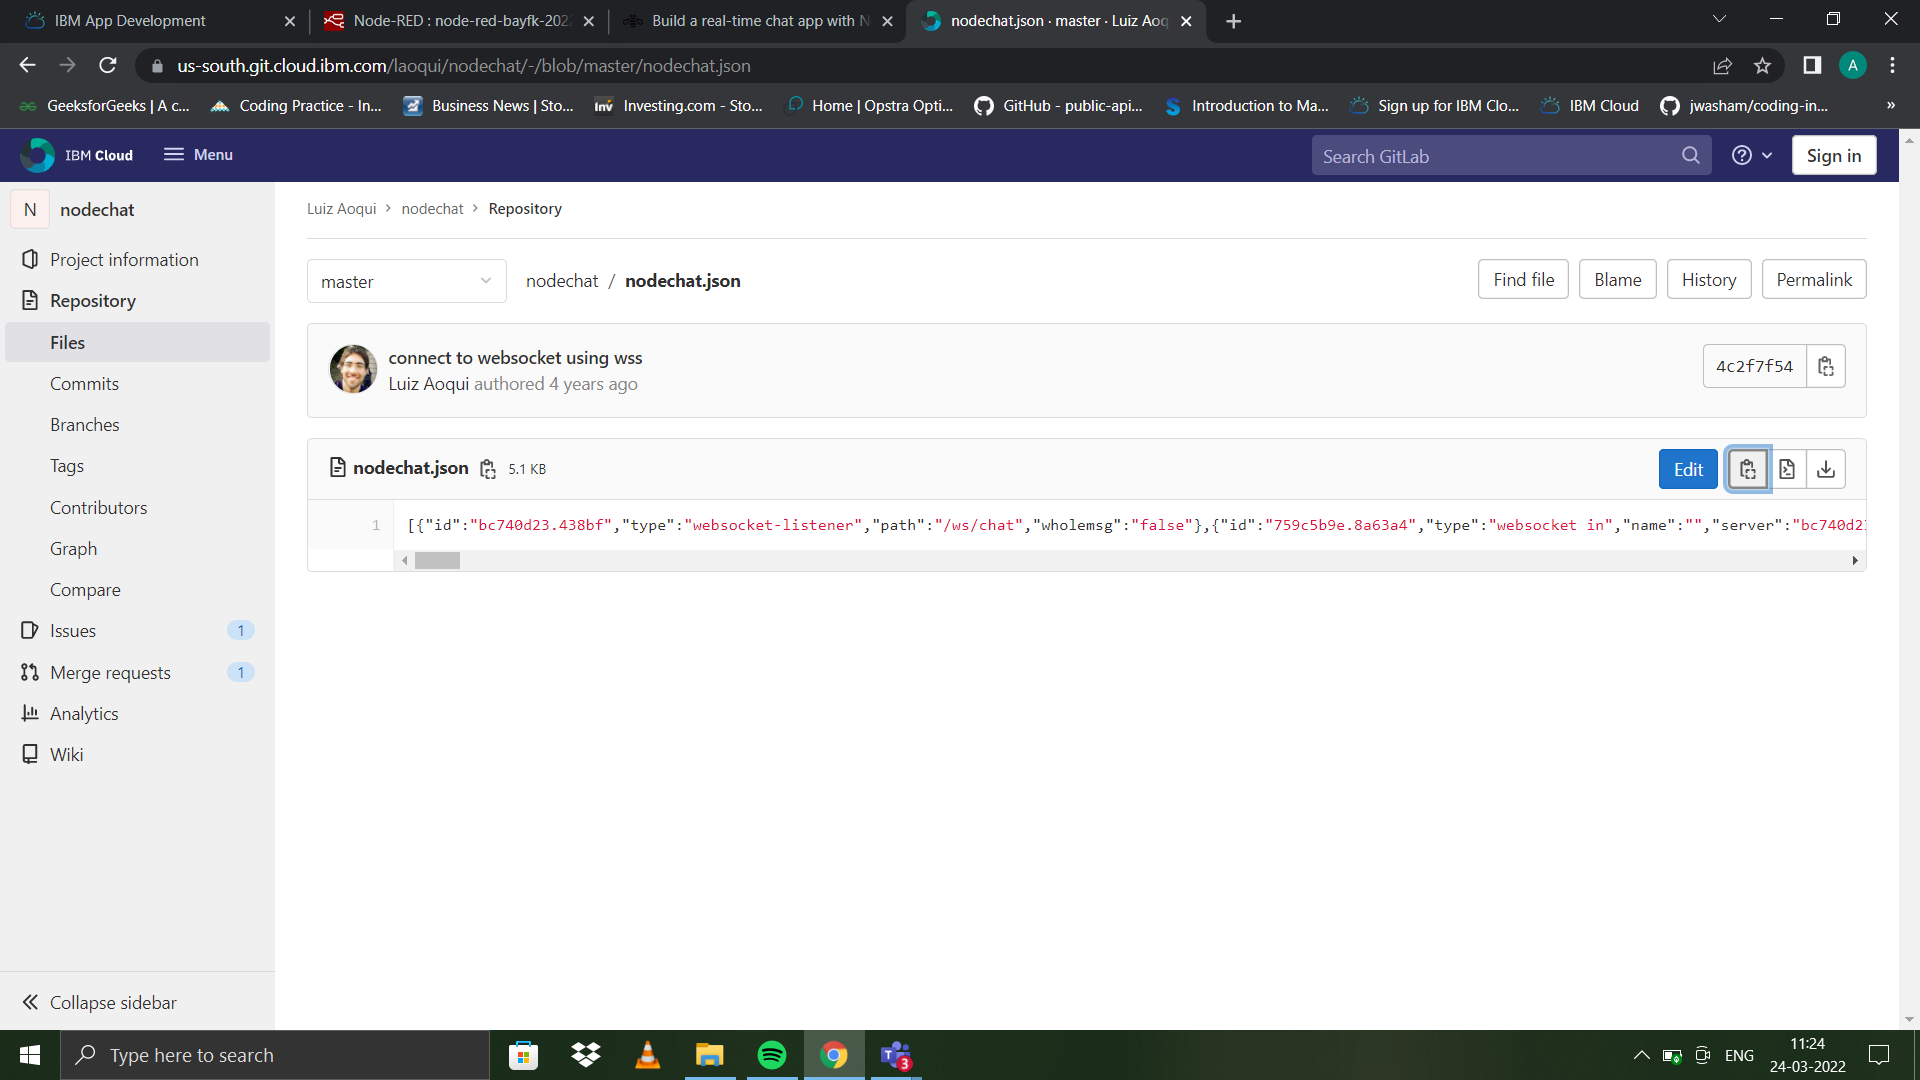 IBM App Development
Node-RED : node-red-bayfk-202
Build a real-time chat app with N
nodechat.json · master · Luiz Aoq
us-south.git.cloud.ibm.com/laoqui/nodechat/-/blob/master/nodechat.json
A
GeeksforGeeks | A c...
Coding Practice - In...
Business News | Sto...
Inv
Investing.com - Sto...
Home | Opstra Opti...
GitHub - public-api...
Introduction to Ma...
Sign up for IBM Clo...
IBM Cloud
jwasham/coding-in...
»
IBM Cloud
Menu
Search GitLab
Sign in
N nodechat
Luiz Aoqui > nodechat > Repository
Project information
Repository
Files
Commits
Branches
Tags
Contributors
Graph
Compare
Issues 1
Merge requests 1
Analytics
Wiki
Collapse sidebar
master
nodechat / nodechat.json
Find file
Blame
History
Permalink
connect to websocket using wss
Luiz Aoqui authored 4 years ago
4c2f7f54
nodechat.json 5.1 KB
Edit
1 [{"id":"bc740d23.438bf","type":"websocket-listener","path":"/ws/chat","wholemsg":"false"},{"id":"759c5b9e.8a63a4","type":"websocket in","name":"","server":"bc740d23
Type here to search
T 3
ENG
11:24
24-03-2022